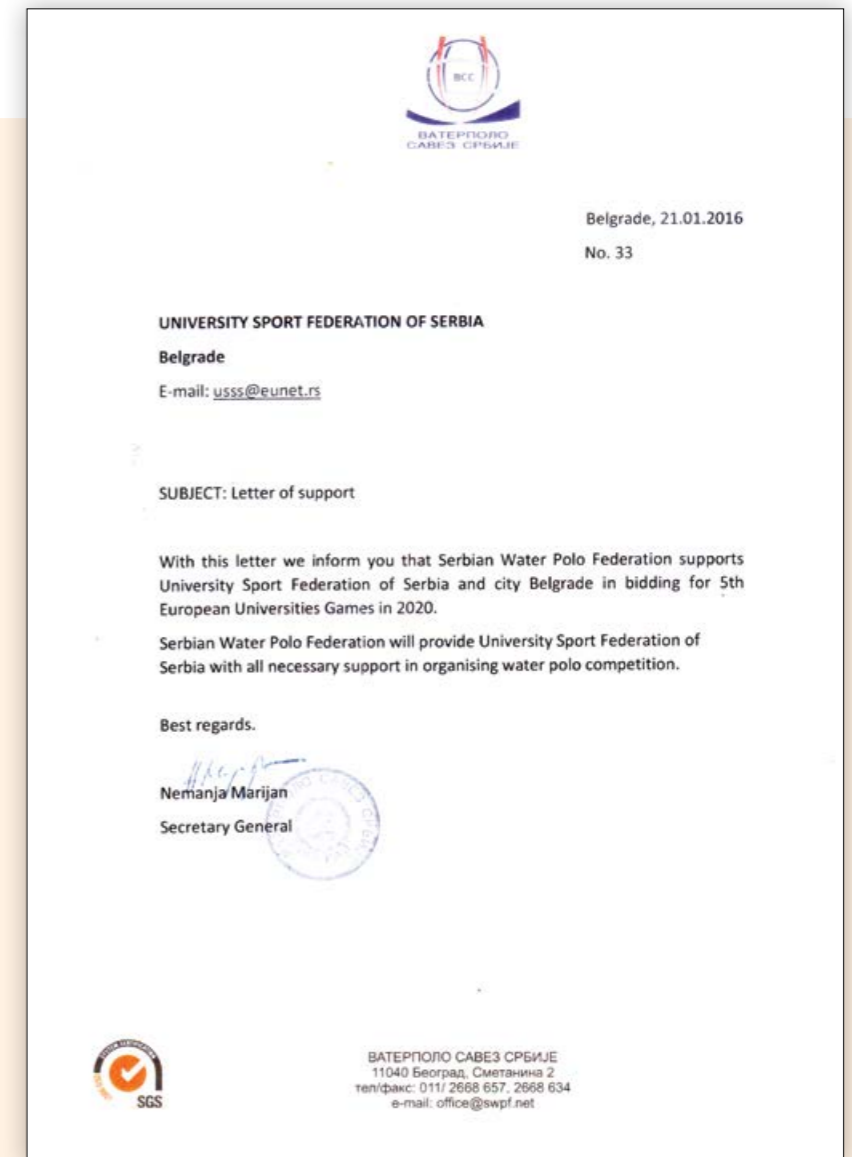 ВСС
ВАТЕРПОЛО
САВЕЗ СРБИЈЕ
Belgrade, 21.01.2016
No. 33
UNIVERSITY SPORT FEDERATION OF SERBIA
Belgrade
E-mail: usss@eunet.rs
SUBJECT: Letter of support
With this letter we inform you that Serbian Water Polo Federation supports
University Sport Federation of Serbia and city Belgrade in bidding for 5th
European Universities Games in 2020.
Serbian Water Polo Federation will provide University Sport Federation of
Serbia with all necessary support in organising water polo competition.
Best regards.
Nemanja Marijan
Secretary General
SGS
ВАТЕРПОЛО САВЕЗ СРБИЈЕ
11040 Београд, Сметанина 2
тел/факс: 011/ 2668 657, 2668 634
e-mail: office@swpf.net